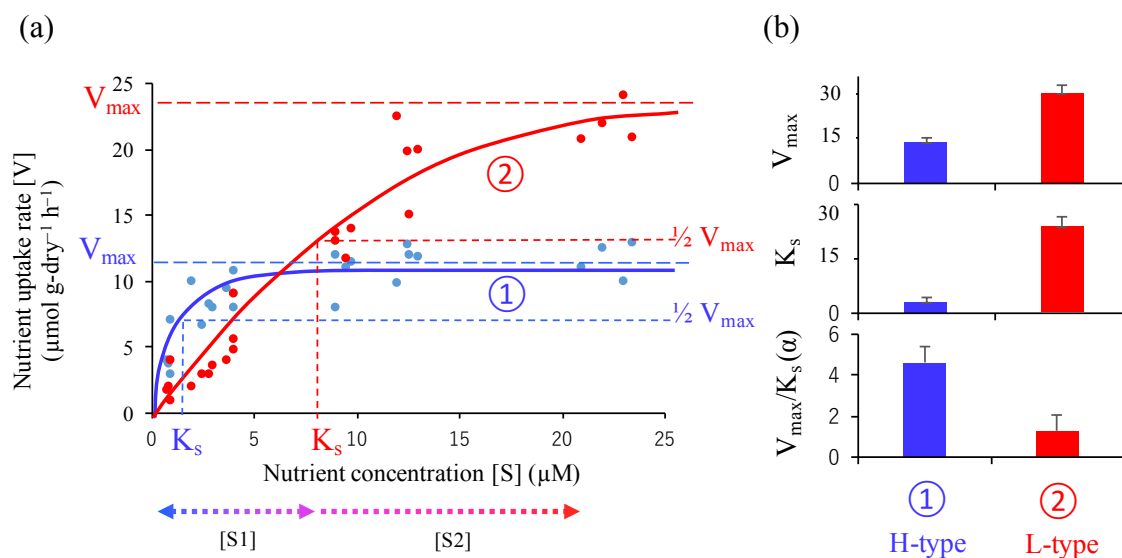 (a)
(b)
Nutrient uptake rate [V]
(µmol g-dry⁻¹ h⁻¹)
25
20
15
10
5
0
Vmax
Vmax
②
①
½ Vmax
½ Vmax
0
5
10
15
20
25
Ks
Ks
Nutrient concentration [S] (µM)
[S1]
[S2]
Vmax
30
15
0
Ks
30
15
0
Vmax/Ks (α)
6
4
2
0
①
②
H-type
L-type